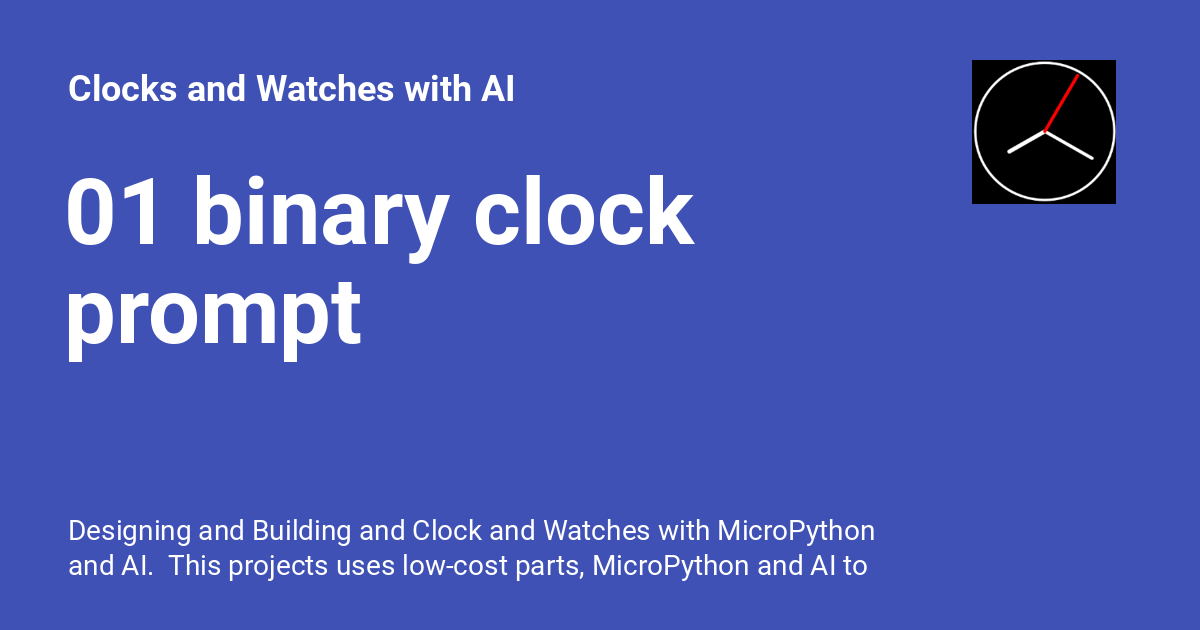 Clocks and Watches with AI
01 binary clock
prompt
Designing and Building and Clock and Watches with MicroPython
and AI.  This projects uses low-cost parts, MicroPython and AI to